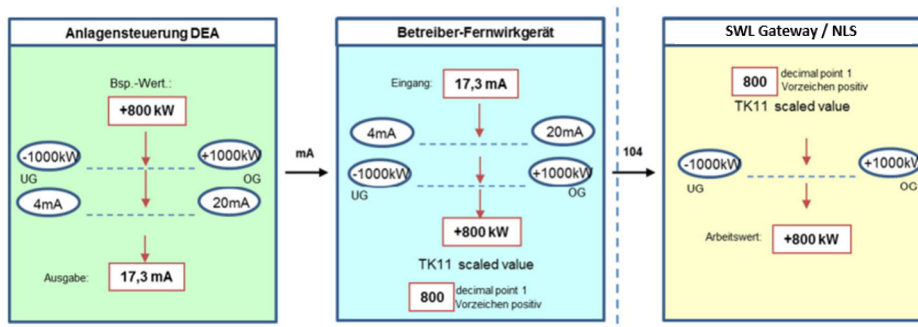 Anlagensteuerung DEA
Bsp.-Wert.:
+800 kW
-1000kW
+1000kW
UG
OG
4mA
20mA
Ausgabe:
17,3 mA
mA
Betreiber-Fernwirkgerät
Eingang:
17,3 mA
4mA
20mA
-1000kW
+1000kW
UG
OG
+800 kW
TK11 scaled value
800
decimal point 1
Vorzeichen positiv
104
SWL Gateway / NLS
800
decimal point 1
Vorzeichen positiv
TK11 scaled value
-1000kW
+1000kW
UG
OG
Arbeitswert:
+800 kW